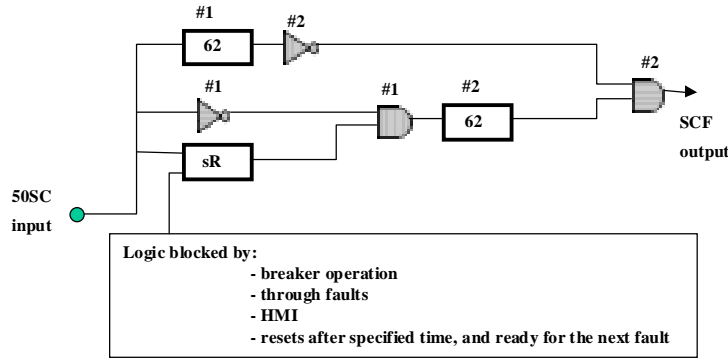 #1
#2
62
#1
#1
#2
#2
62
62
sR
SCF
output
50SC
input
Logic blocked by:
- breaker operation
- through faults
- HMI
- resets after specified time, and ready for the next fault